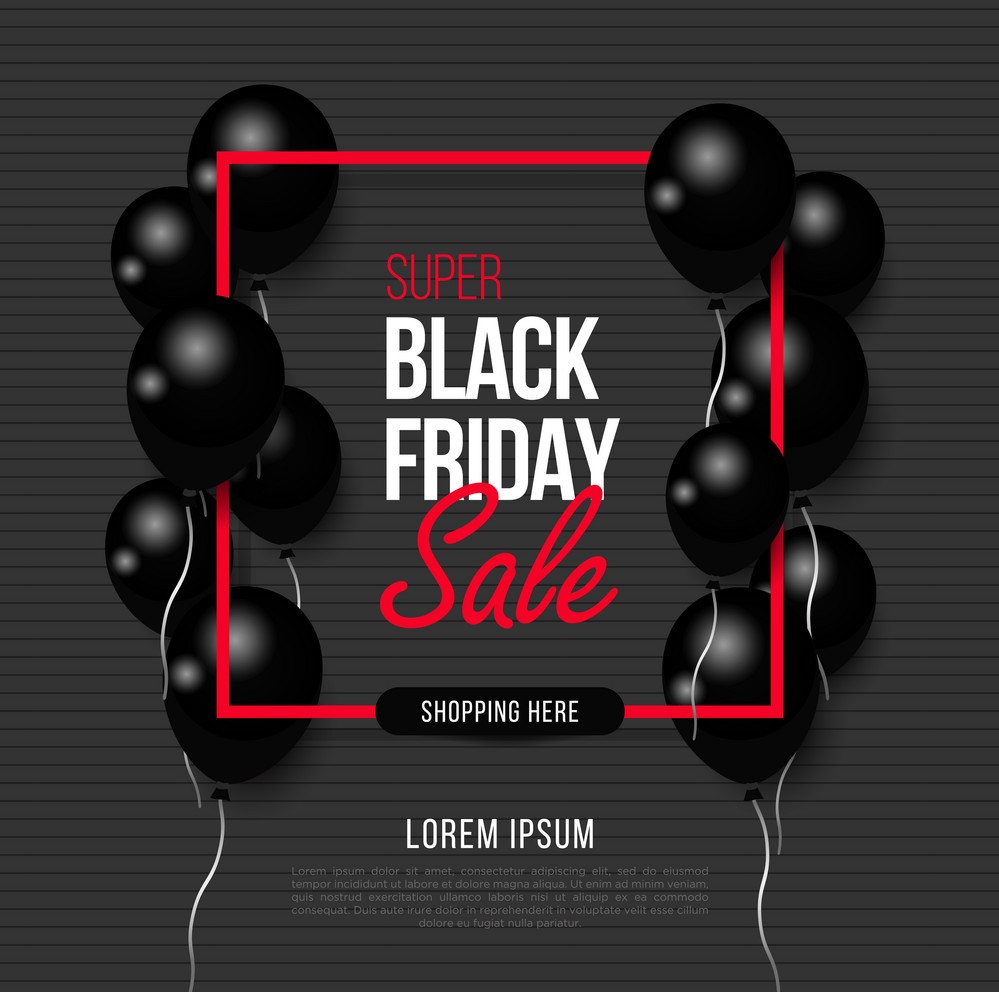 SUPER
BLACK
FRIDAY
Sale
SHOPPING HERE
LOREM IPSUM
Lorem ipsum dolor sit amet, consectetur adipiscing elit, sed do eiusmod
tempor incididunt ut labore et dolore magna aliqua. Ut enim ad minim veniam,
quis nostrud exercitation ullamco laboris nisi ut aliquip ex ea commodo
consequat. Duis aute irure dolor in reprehenderit in voluptate velit esse cillum
dolore eu fugiat nulla pariatur.